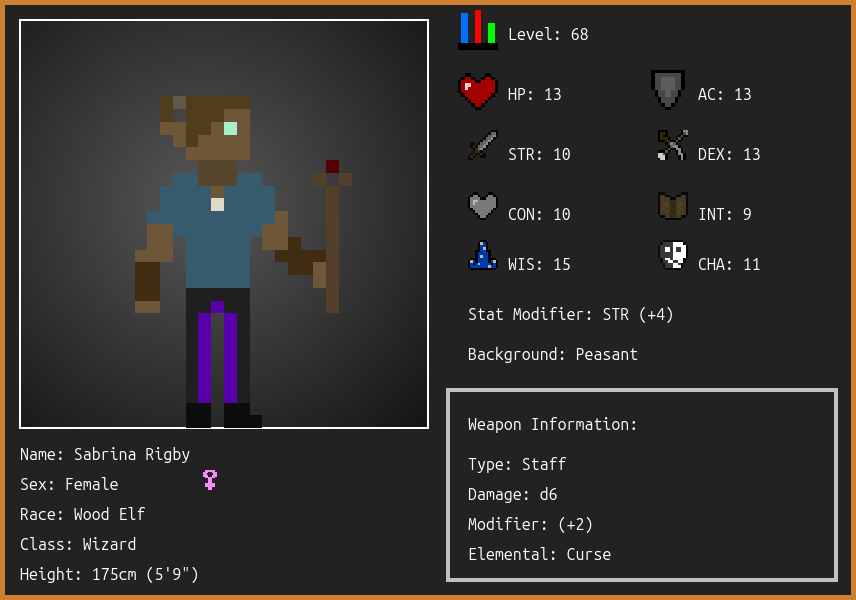 Level: 68
HP: 13
AC: 13
STR: 10
DEX: 13
CON: 10
INT: 9
WIS: 15
CHA: 11
Stat Modifier: STR (+4)
Background: Peasant
Weapon Information:
Type: Staff
Damage: d6
Modifier: (+2)
Elemental: Curse
Name: Sabrina Rigby
Sex: Female
Race: Wood Elf
Class: Wizard
Height: 175cm (5'9")